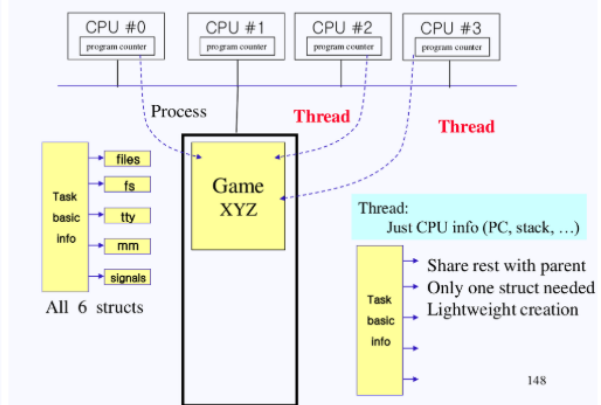 CPU #0
program counter
CPU #1
program counter
CPU #2
program counter
CPU #3
program counter
Process
Thread
Thread
Task
basic
info
files
fs
tty
mm
signals
All 6 structs
Game
XYZ
Thread:
Just CPU info (PC, stack, …)
Task
basic
info
Share rest with parent
Only one struct needed
Lightweight creation
148